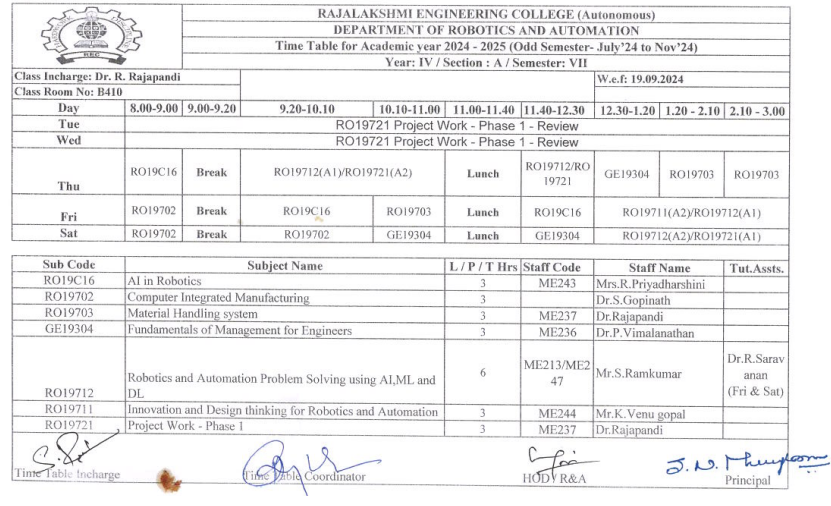 RAJALAKSHMI ENGINEERING COLLEGE (Autonomous)
DEPARTMENT OF ROBOTICS AND AUTOMATION
Time Table for Academic year 2024 - 2025 (Odd Semester- July'24 to Nov'24)
Year: IV / Section : A / Semester: VII
REC
Class Incharge: Dr. R. Rajapandi W.e.f: 19.09.2024
Class Room No: B410
Day 8.00-9.00 9.00-9.20 9.20-10.10 10.10-11.00 11.00-11.40 11.40-12.30 12.30-1.20 1.20 - 2.10 2.10 - 3.00
Tue RO19721 Project Work - Phase 1 - Review
Wed RO19721 Project Work - Phase 1 - Review
Thu RO19C16 Break RO19712(A1)/RO19721(A2) Lunch RO19712/RO19721 GE19304 RO19703 RO19703
Fri RO19702 Break RO19C16 RO19703 Lunch RO19C16 RO19711(A2)/RO19712(A1)
Sat RO19702 Break RO19702 GE19304 Lunch GE19304 RO19712(A2)/RO19721(A1)
Sub Code Subject Name L / P / T Hrs Staff Code Staff Name Tut.Assts.
RO19C16 AI in Robotics 3 ME243 Mrs.R.Priyadharshini
RO19702 Computer Integrated Manufacturing 3 Dr.S.Gopinath
RO19703 Material Handling system 3 ME237 Dr.Rajapandi
GE19304 Fundamentals of Management for Engineers 3 ME236 Dr.P.Vimalanathan
RO19712 Robotics and Automation Problem Solving using AI,ML and DL 6 ME213/ME247 Mr.S.Ramkumar Dr.R.Saravanan (Fri & Sat)
RO19711 Innovation and Design thinking for Robotics and Automation 3 ME244 Mr.K.Venu gopal
RO19721 Project Work - Phase 1 3 ME237 Dr.Rajapandi
Time Table Incharge Time Table Coordinator HOD/ R&A Principal